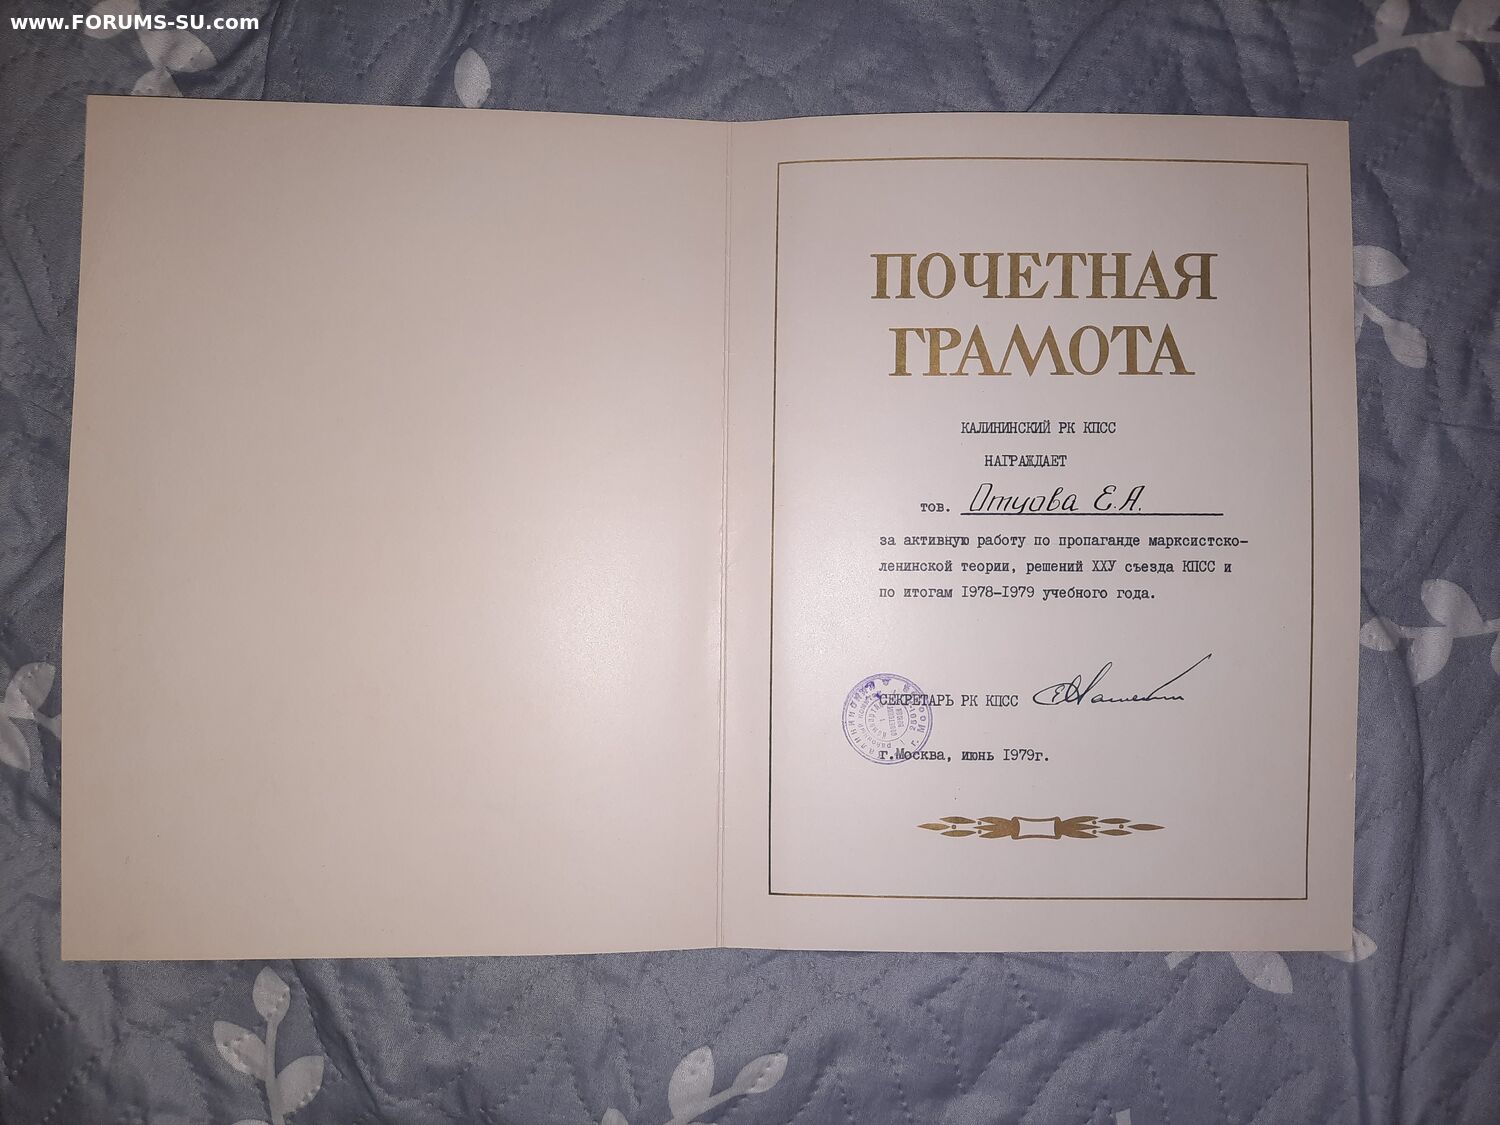 www.FORUMS-SU.com
ПОЧЕТНАЯ
ГРАМОТА
КАЛИНИНСКИЙ РК КПСС
НАГРАЖДАЕТ
тов. Отцова Е.А.
за активную работу по пропаганде марксистско-
ленинской теории, решений ХХУ съезда КПСС и
по итогам 1978-1979 учебного года.
СЕКРЕТАРЬ РК КПСС
г.Москва, июнь 1979г.